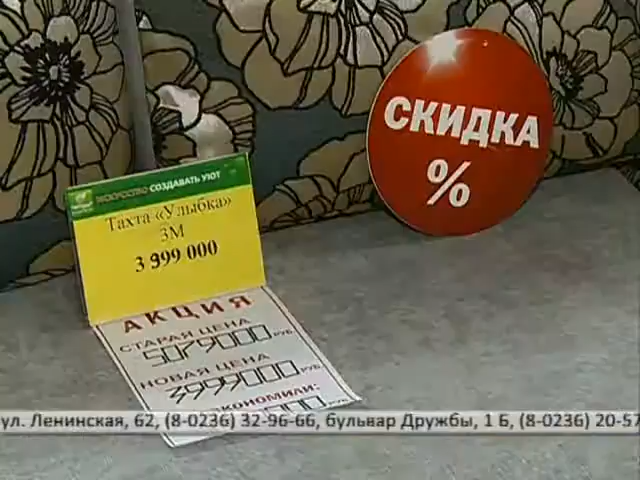 СКИДКА
%
ИСКУССТВО СОЗДАВАТЬ УЮТ
Тахта «Улыбка»
3М
3 999 000
АКЦИЯ
СТАРАЯ ЦЕНА
5079000 РУБ.
НОВАЯ ЦЕНА
3999000 РУБ.
ЭКОНОМИЛИ:
ул. Ленинская, 62, (8-0236) 32-96-66, бульвар Дружбы, 1 Б, (8-0236) 20-57